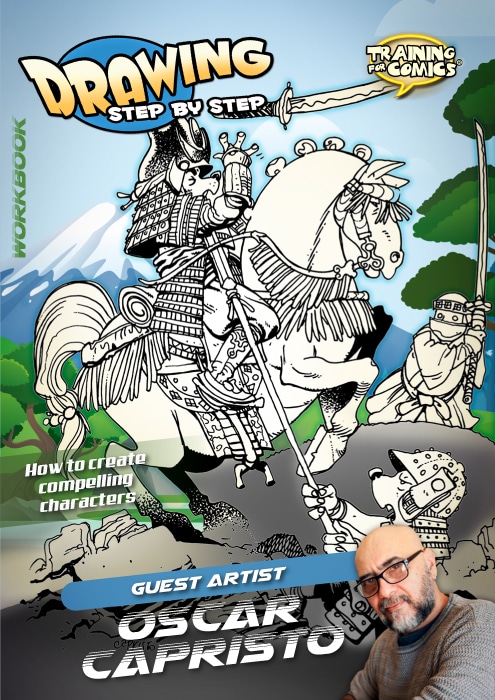 DRAWING
STEP BY STEP
TRAINING
FOR COMICS®
WORKBOOK
How to create
compelling
characters
GUEST ARTIST
OSCAR
CAPRISTO